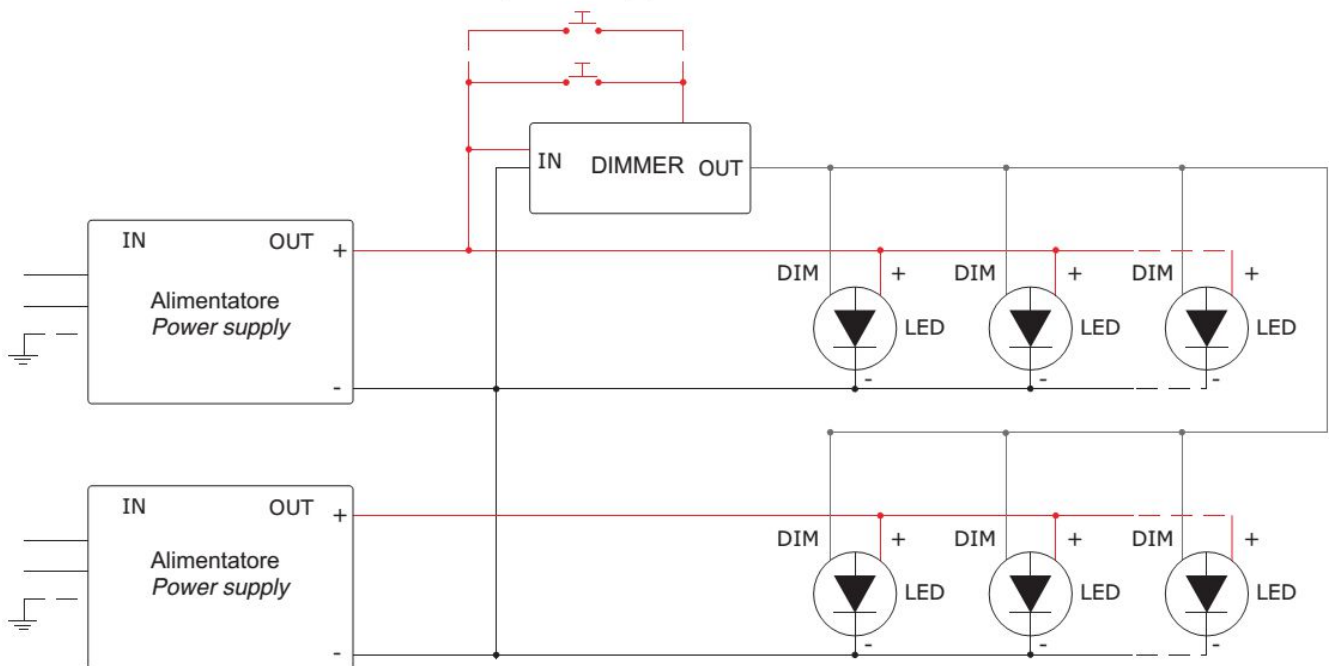 IN DIMMER OUT
IN OUT +
DIM + DIM + DIM +
Alimentatore
Power supply
LED LED LED
-
- - -
IN OUT +
DIM + DIM + DIM +
Alimentatore
Power supply
LED LED LED
-
- - -